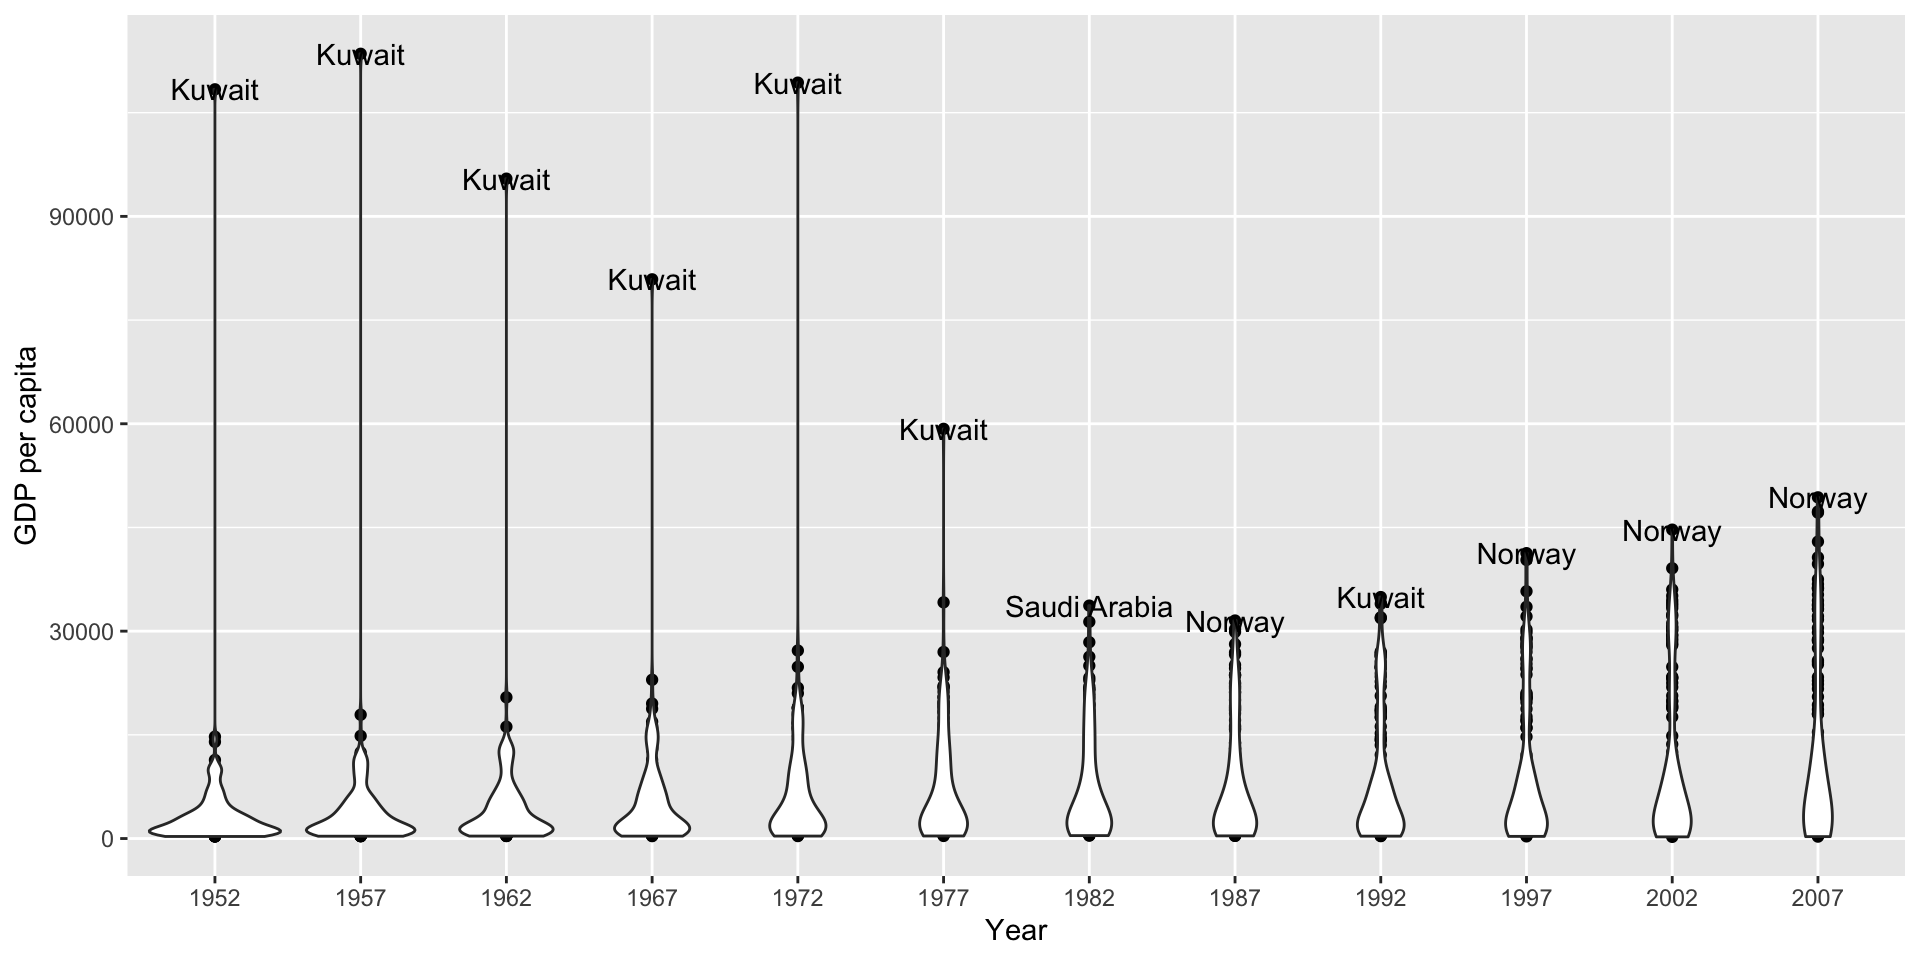 Kuwait
Kuwait
Kuwait
Kuwait
Kuwait
Kuwait
Saudi Arabia
Norway
Kuwait
Norway
Norway
Norway
90000
60000
30000
0
GDP per capita
1952 1957 1962 1967 1972 1977 1982 1987 1992 1997 2002 2007
Year